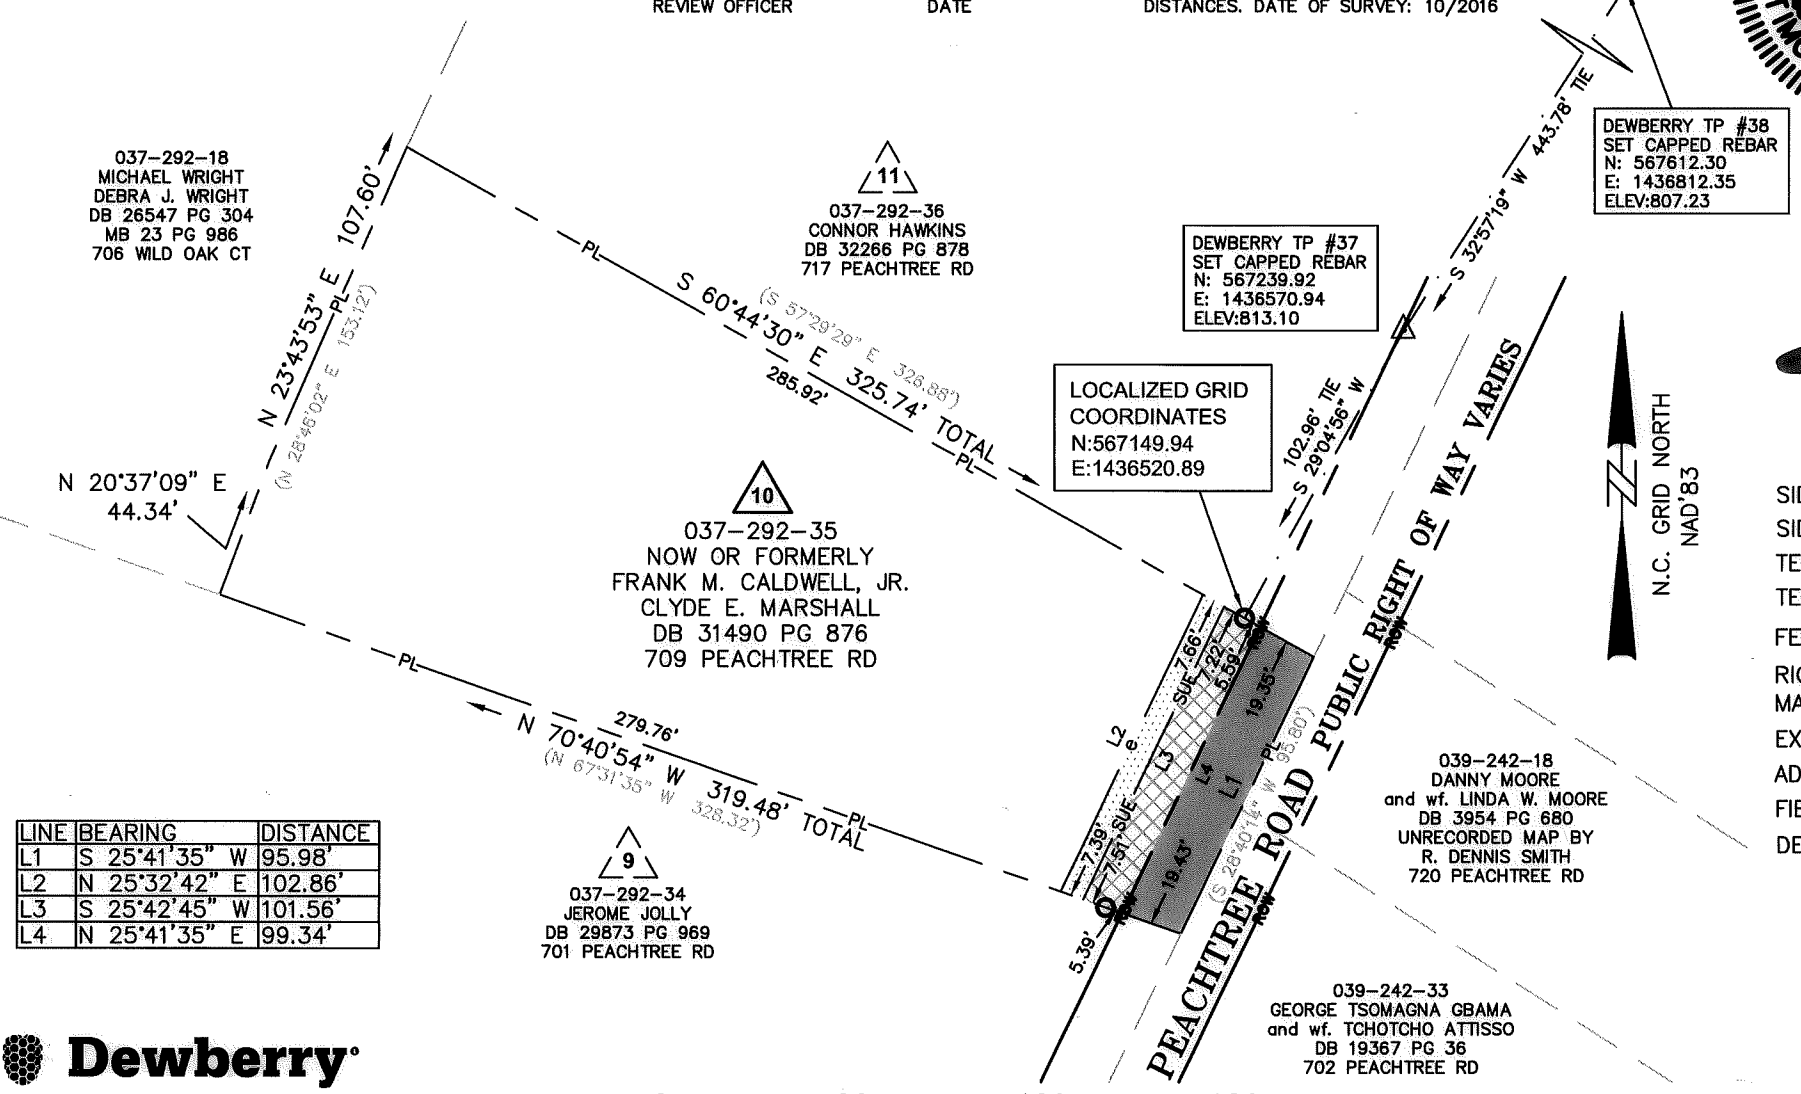 REVIEW OFFICER DATE DISTANCES. DATE OF SURVEY: 10/2016
037-292-18
MICHAEL WRIGHT
DEBRA J. WRIGHT
DB 26547 PG 304
MB 23 PG 986
706 WILD OAK CT
N 23°43'53" E 107.60'
PL
(N 28°46'02" E 153.12')
N 20°37'09" E
44.34'
11
037-292-36
CONNOR HAWKINS
DB 32266 PG 878
717 PEACHTREE RD
PL
S 60°44'30" E 325.74' TOTAL
(S 57°29'29" E 326.88')
285.92'
PL
DEWBERRY TP #38
SET CAPPED REBAR
N: 567612.30
E: 1436812.35
ELEV:807.23
S 32°57'19" W 443.78' TIE
DEWBERRY TP #37
SET CAPPED REBAR
N: 567239.92
E: 1436570.94
ELEV:813.10
102.96' TIE
S 29°04'56" W
LOCALIZED GRID
COORDINATES
N:567149.94
E:1436520.89
N.C. GRID NORTH
NAD'83
10
037-292-35
NOW OR FORMERLY
FRANK M. CALDWELL, JR.
CLYDE E. MARSHALL
DB 31490 PG 876
709 PEACHTREE RD
PL
279.76'
N 70°40'54" W 319.48' TOTAL
(N 67°31'35" W 328.32')
PL
7.66'
SUE
7.22'
5.59'
ROW
19.35'
L2
e
L3
L4
L1
PL
(S 28°40'14" W 95.80')
7.39'
7.51'
SUE
19.43'
ROW
5.39'
PEACHTREE ROAD PUBLIC RIGHT OF WAY VARIES
ROW
ROW
9
037-292-34
JEROME JOLLY
DB 29873 PG 969
701 PEACHTREE RD
039-242-18
DANNY MOORE
and wf. LINDA W. MOORE
DB 3954 PG 680
UNRECORDED MAP BY
R. DENNIS SMITH
720 PEACHTREE RD
039-242-33
GEORGE TSOMAGNA GBAMA
and wf. TCHOTCHO ATTISSO
DB 19367 PG 36
702 PEACHTREE RD
LINE BEARING DISTANCE
L1 S 25°41'35" W 95.98'
L2 N 25°32'42" E 102.86'
L3 S 25°42'45" W 101.56'
L4 N 25°41'35" E 99.34'
Dewberry